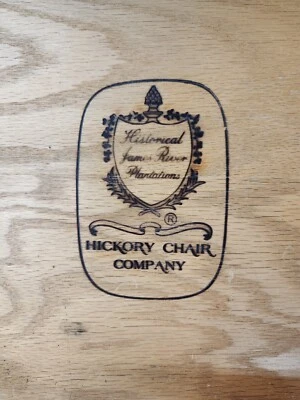 Historical
James River
Plantations
®
HICKORY CHAIR
COMPANY